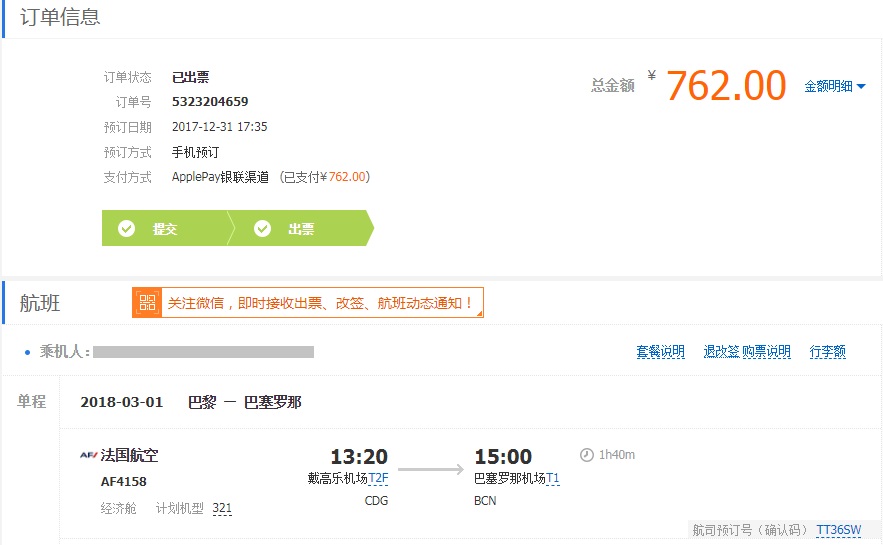 订单信息
订单状态 已出票
订单号 5323204659
预订日期 2017-12-31 17:35
预订方式 手机预订
支付方式 ApplePay银联渠道 (已支付¥762.00)
总金额 ¥ 762.00 金额明细
提交 出票
航班 关注微信，即时接收出票、改签、航班动态通知！
乘机人： 套餐说明 退改签 购票说明 行李额
单程 2018-03-01 巴黎 — 巴塞罗那
AF 法国航空 13:20 15:00 1h40m
戴高乐机场T2F 巴塞罗那机场T1
AF4158
CDG BCN
经济舱 计划机型 321
航司预订号（确认码） TT36SW